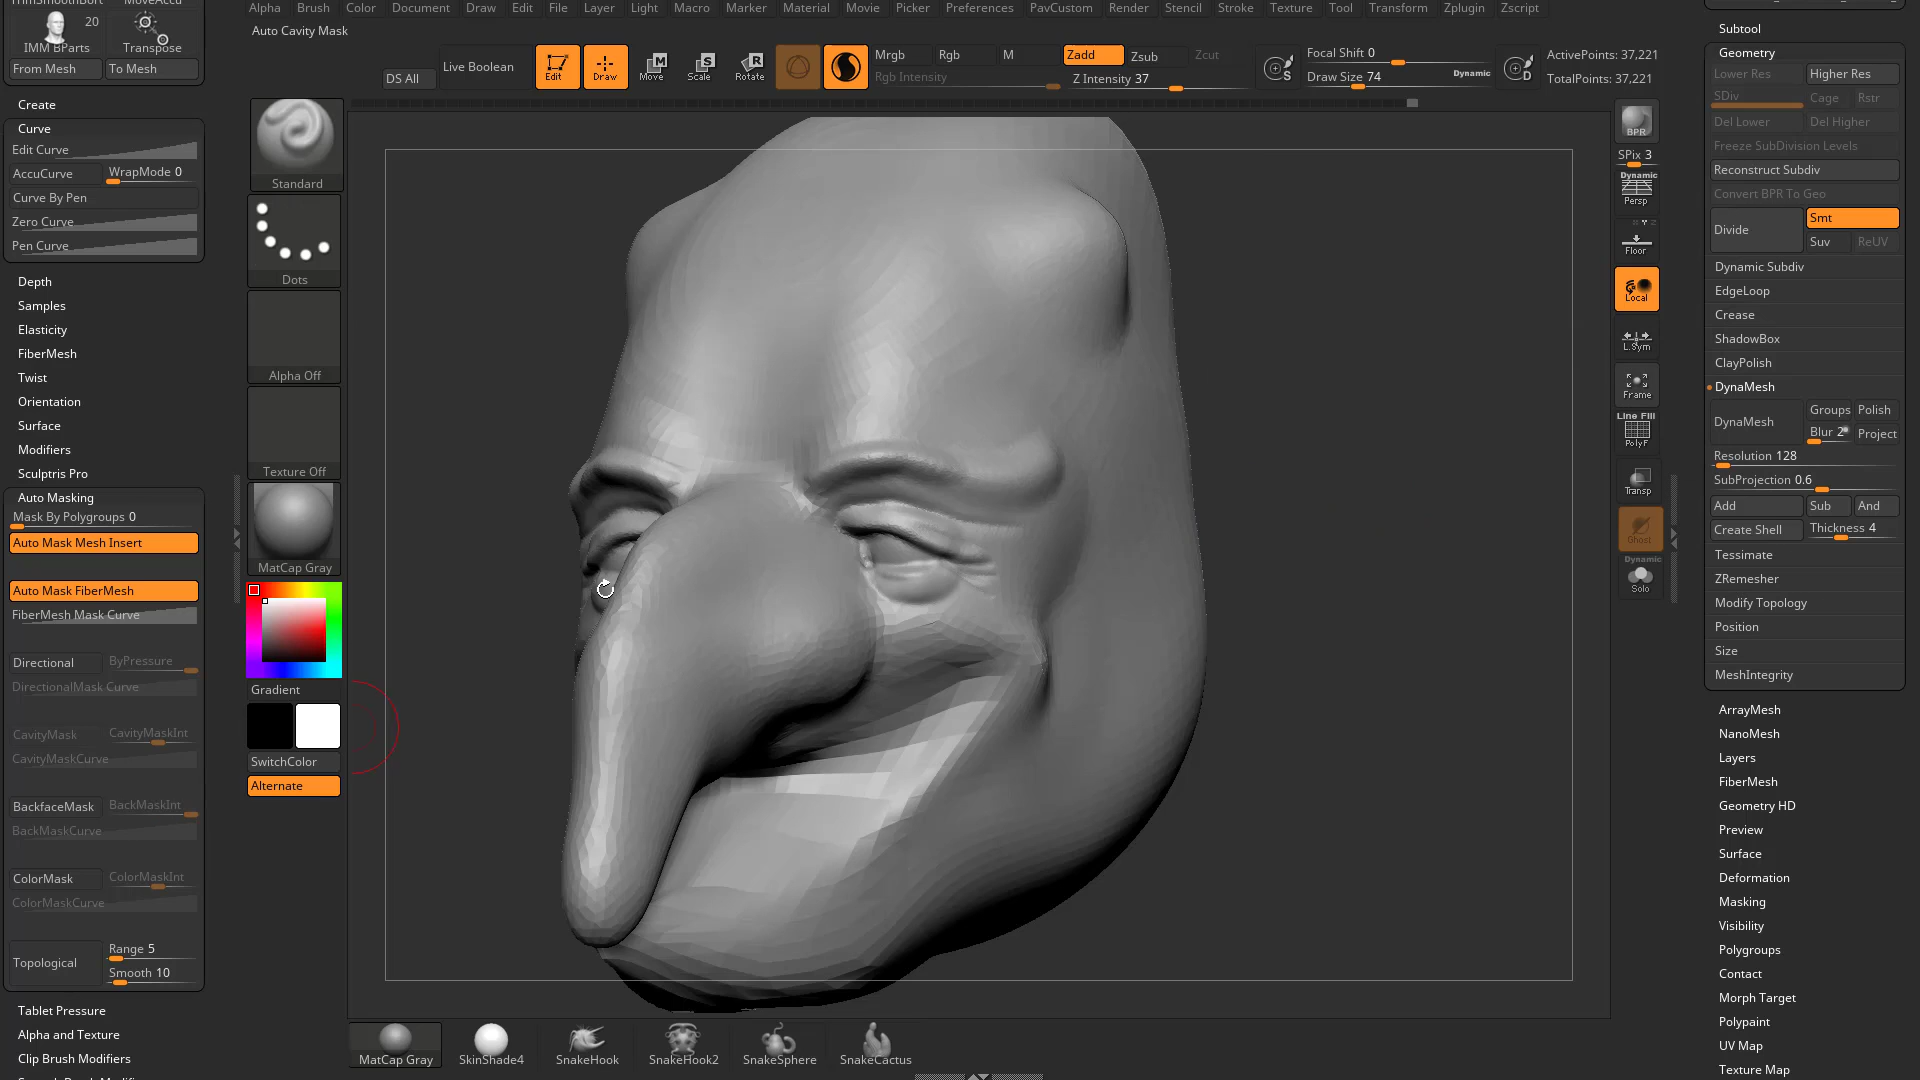 Alpha Brush Color Document Draw Edit File Layer Light Macro Marker Material Movie Picker Preferences PavCustom Render Stencil Stroke Texture Tool Transform Zplugin Zscript
Auto Cavity Mask
20
IMM BParts Transpose
From Mesh To Mesh
Create
Curve
Edit Curve
AccuCurve WrapMode 0
Curve By Pen
Zero Curve
Pen Curve
Depth
Samples
Elasticity
FiberMesh
Twist
Orientation
Surface
Modifiers
Sculptris Pro
Auto Masking
Mask By Polygroups 0
Auto Mask Mesh Insert
Auto Mask FiberMesh
FiberMesh Mask Curve
Directional ByPressure
DirectionalMask Curve
CavityMask CavityMaskInt
CavityMaskCurve
BackfaceMask BackMaskInt
BackMaskCurve
ColorMask ColorMaskInt
ColorMaskCurve
Topological Range 5
Smooth 10
Tablet Pressure
Alpha and Texture
Clip Brush Modifiers
DS All
Live Boolean
Edit
Draw
Move
Scale
Rotate
Mrgb Rgb M
Rgb Intensity
Zadd Zsub Zcut
Z Intensity 37
Focal Shift 0
Draw Size 74
Dynamic
ActivePoints: 37,221
TotalPoints: 37,221
Standard
Dots
Alpha Off
Texture Off
MatCap Gray
Gradient
SwitchColor
Alternate
MatCap Gray
SkinShade4
SnakeHook
SnakeHook2
SnakeSphere
SnakeCactus
BPR
SPix 3
Dynamic
Persp
Floor
Local
L.Sym
Frame
Line Fill
PolyF
Transp
Ghost
Dynamic
Solo
Subtool
Geometry
Lower Res Higher Res
SDiv Cage Rstr
Del Lower Del Higher
Freeze SubDivision Levels
Reconstruct Subdiv
Convert BPR To Geo
Divide Smt
Suv ReUV
Dynamic Subdiv
EdgeLoop
Crease
ShadowBox
ClayPolish
DynaMesh
DynaMesh Groups Polish
Blur 2 Project
Resolution 128
SubProjection 0.6
Add Sub And
Create Shell Thickness 4
Tessimate
ZRemesher
Modify Topology
Position
Size
MeshIntegrity
ArrayMesh
NanoMesh
Layers
FiberMesh
Geometry HD
Preview
Surface
Deformation
Masking
Visibility
Polygroups
Contact
Morph Target
Polypaint
UV Map
Texture Map